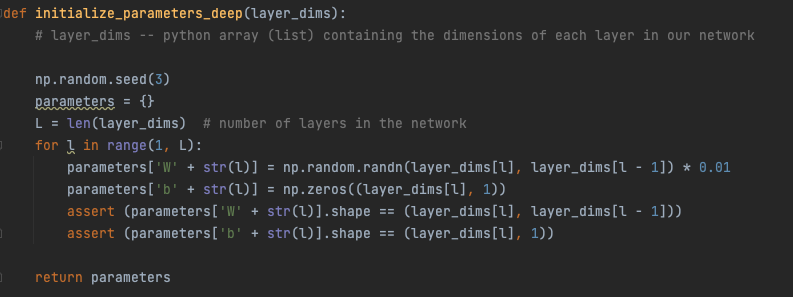 def initialize_parameters_deep(layer_dims):
    # layer_dims -- python array (list) containing the dimensions of each layer in our network

    np.random.seed(3)
    parameters = {}
    L = len(layer_dims)  # number of layers in the network
    for l in range(1, L):
        parameters['W' + str(l)] = np.random.randn(layer_dims[l], layer_dims[l - 1]) * 0.01
        parameters['b' + str(l)] = np.zeros((layer_dims[l], 1))
        assert (parameters['W' + str(l)].shape == (layer_dims[l], layer_dims[l - 1]))
        assert (parameters['b' + str(l)].shape == (layer_dims[l], 1))

    return parameters